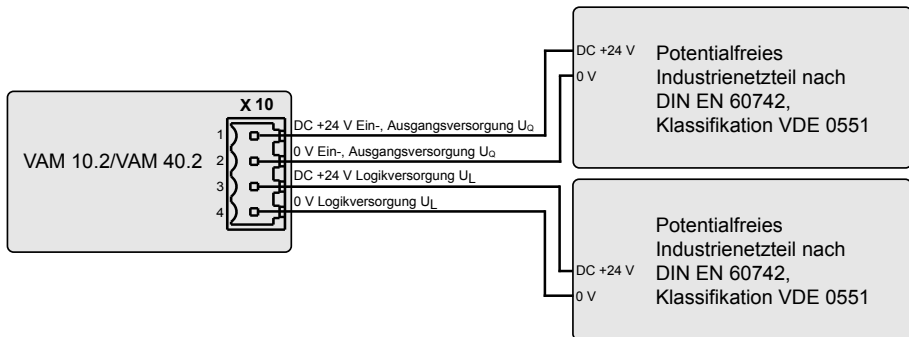 DC +24 V
0 V
Potentialfreies
Industrienetzteil nach
DIN EN 60742,
Klassifikation VDE 0551
VAM 10.2/VAM 40.2
X 10
1
2
3
4
DC +24 V Ein-, Ausgangsversorgung UQ
0 V Ein-, Ausgangsversorgung UQ
DC +24 V Logikversorgung UL
0 V Logikversorgung UL
DC +24 V
0 V
Potentialfreies
Industrienetzteil nach
DIN EN 60742,
Klassifikation VDE 0551